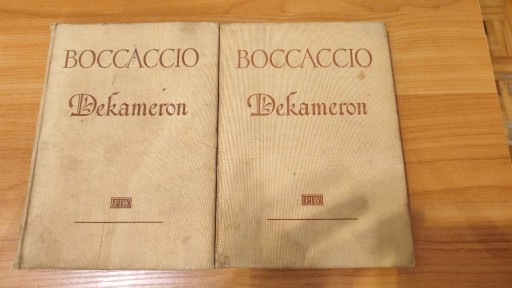 BOCCACCIO
Dekameron
PIW
BOCCACCIO
Dekameron
PIW